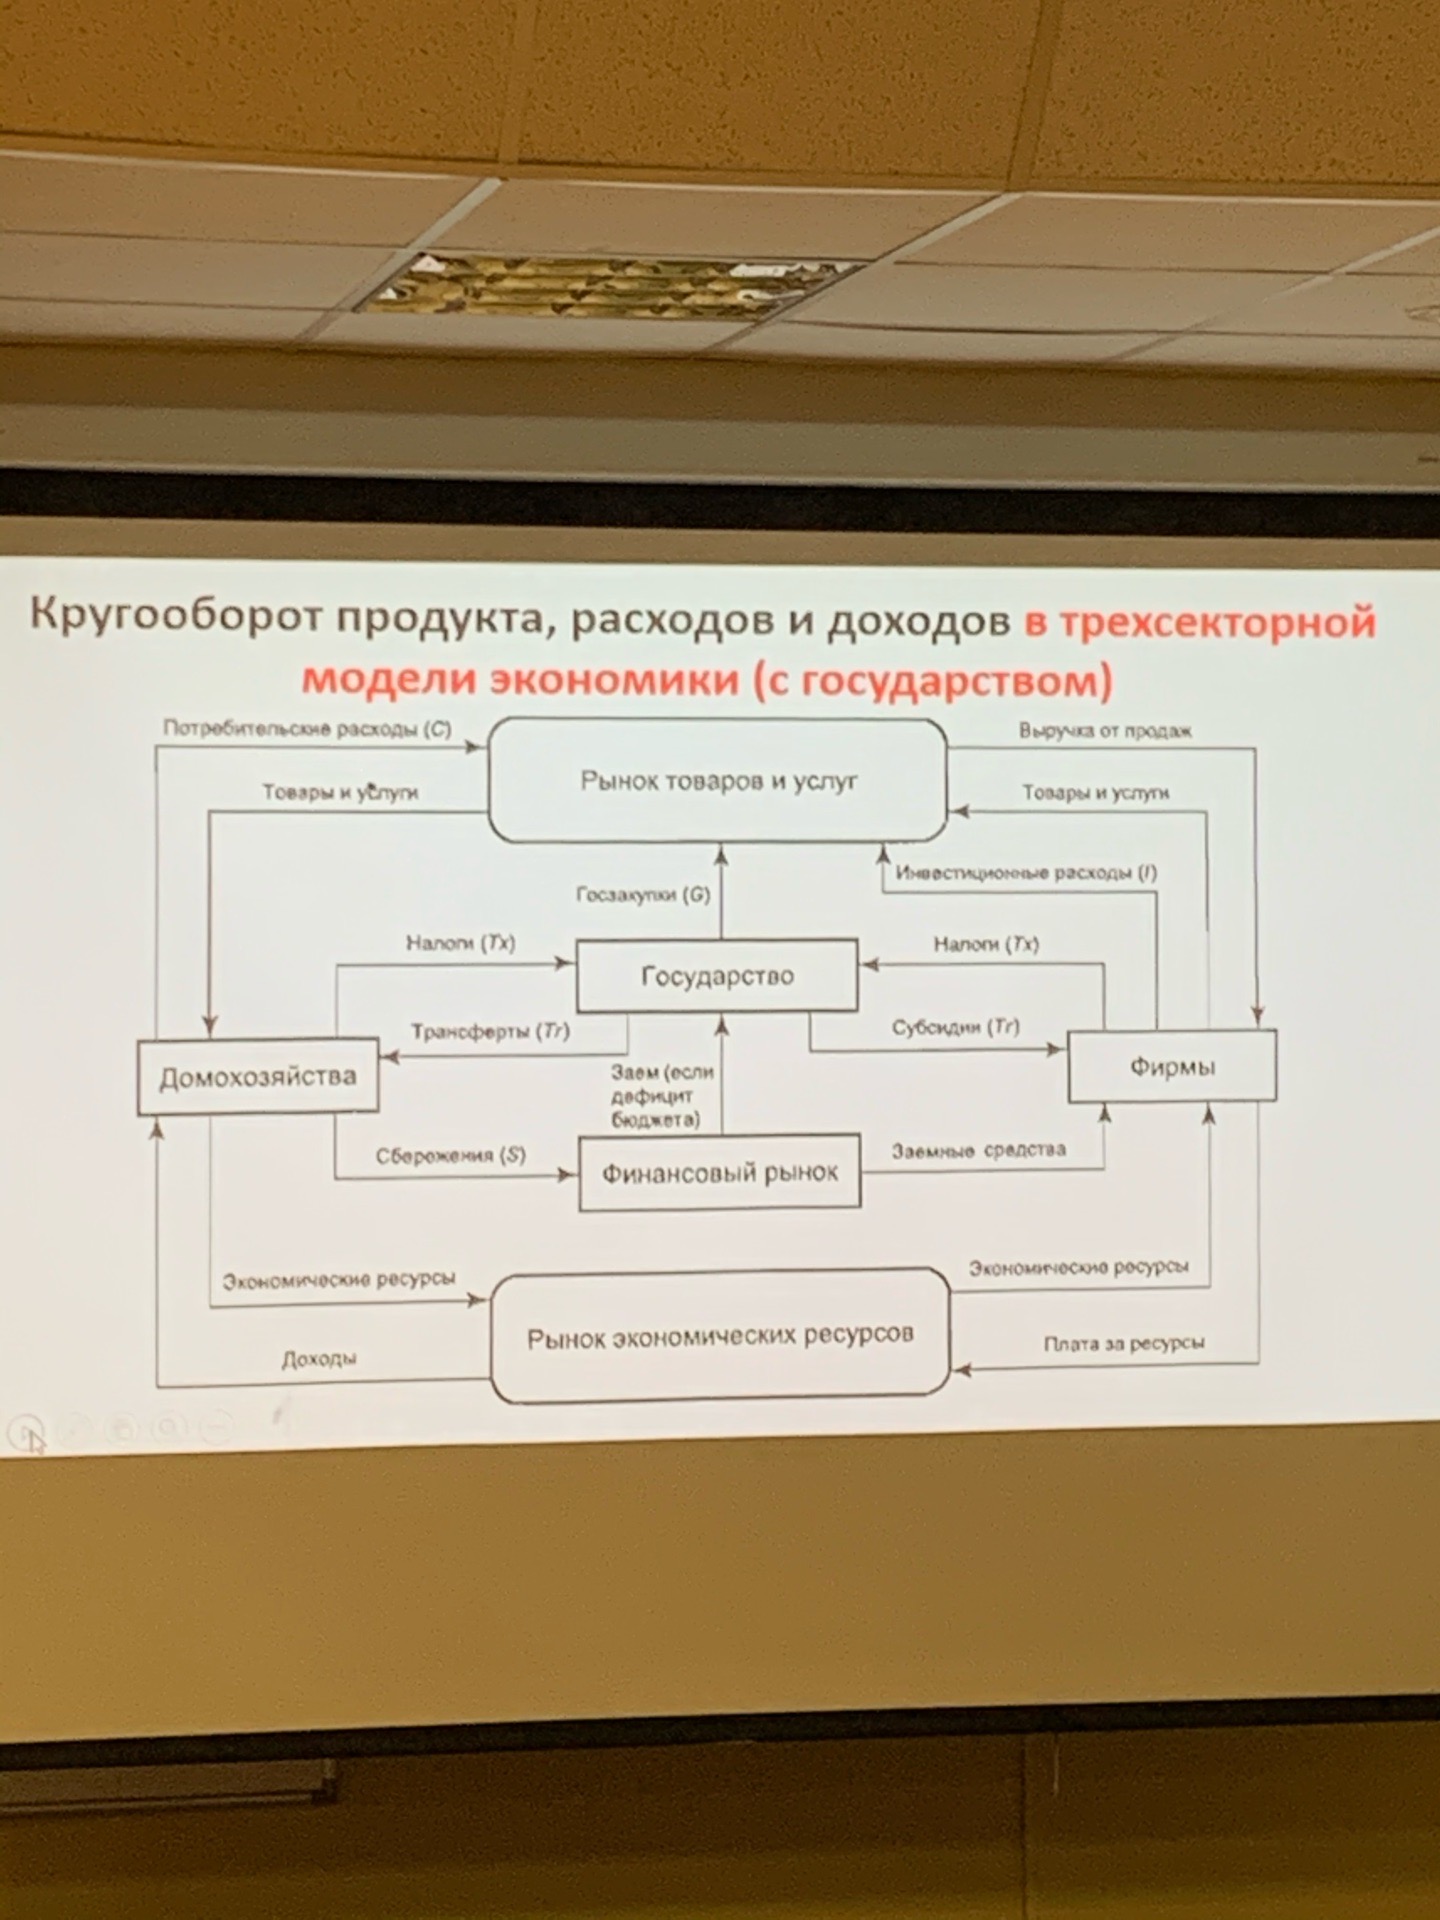 Кругооборот продукта, расходов и доходов в трехсекторной
модели экономики (с государством)
Потребительские расходы (C)
Выручка от продаж
Рынок товаров и услуг
Товары и услуги
Товары и услуги
Инвестиционные расходы (I)
Госзакупки (G)
Налоги (Tx)
Налоги (Tx)
Государство
Трансферты (Tr)
Субсидии (Tr)
Домохозяйства
Фирмы
Заем (если
дефицит
бюджета)
Сбережения (S)
Заемные средства
Финансовый рынок
Экономические ресурсы
Экономические ресурсы
Рынок экономических ресурсов
Доходы
Плата за ресурсы